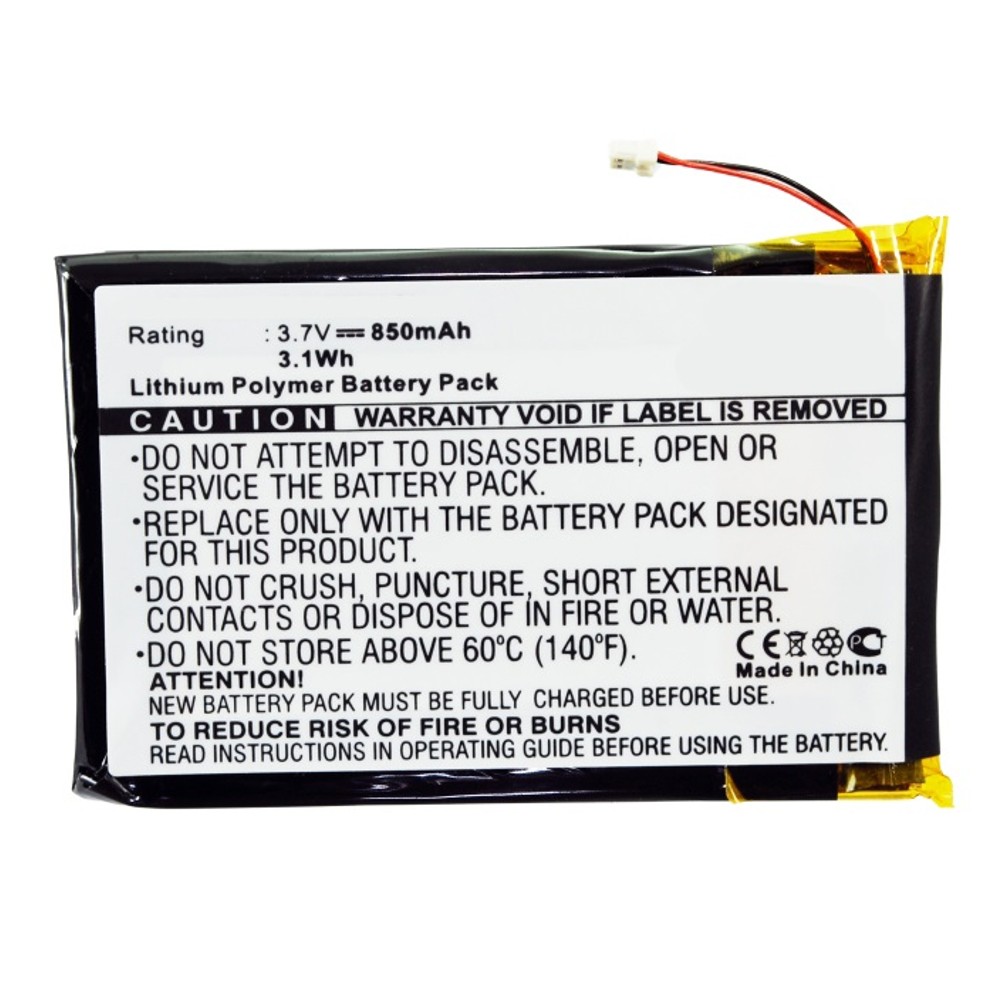 Rating : 3.7V 850mAh
3.1Wh
Lithium Polymer Battery Pack
CAUTION WARRANTY VOID IF LABEL IS REMOVED
•DO NOT ATTEMPT TO DISASSEMBLE, OPEN OR
SERVICE THE BATTERY PACK.
•REPLACE ONLY WITH THE BATTERY PACK DESIGNATED
FOR THIS PRODUCT.
•DO NOT CRUSH, PUNCTURE, SHORT EXTERNAL
CONTACTS OR DISPOSE OF IN FIRE OR WATER.
•DO NOT STORE ABOVE 60°C (140°F).
CE PCT
Made In China
ATTENTION!
NEW BATTERY PACK MUST BE FULLY CHARGED BEFORE USE.
TO REDUCE RISK OF FIRE OR BURNS
READ INSTRUCTIONS IN OPERATING GUIDE BEFORE USING THE BATTERY.